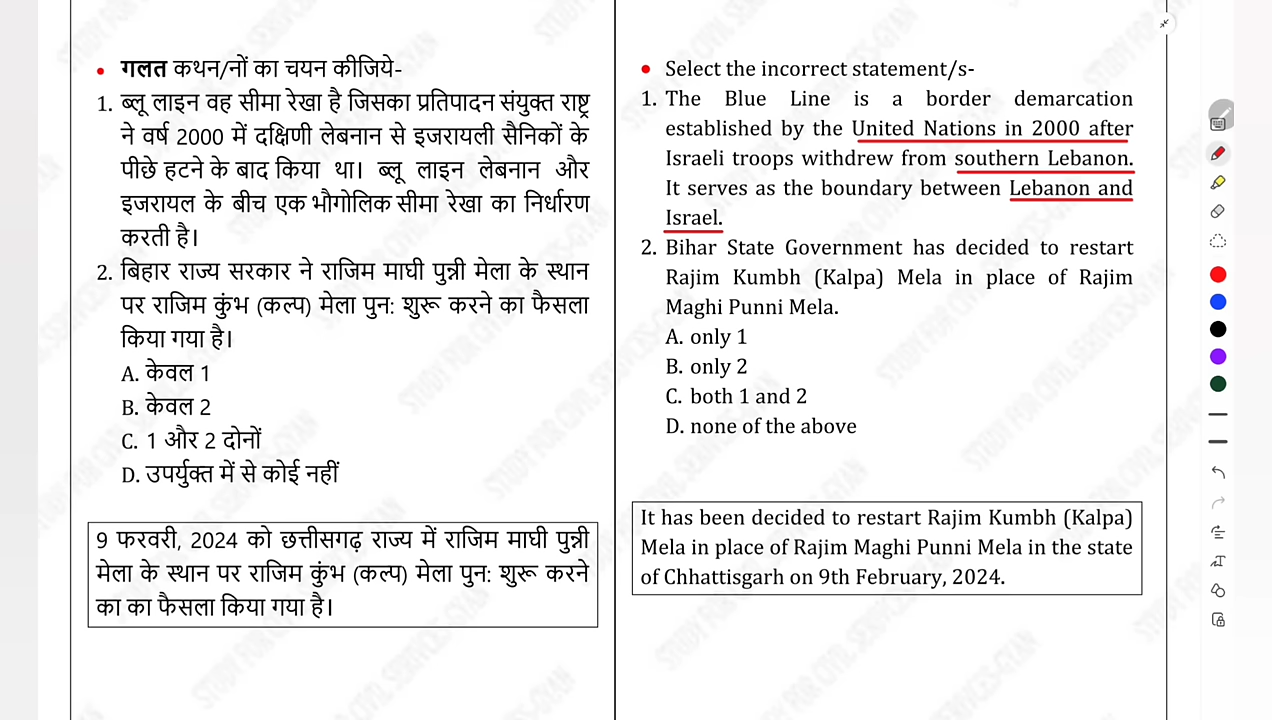 • गलत कथन/नों का चयन कीजिये-
1. ब्लू लाइन वह सीमा रेखा है जिसका प्रतिपादन संयुक्त राष्ट्र
ने वर्ष 2000 में दक्षिणी लेबनान से इजरायली सैनिकों के
पीछे हटने के बाद किया था। ब्लू लाइन लेबनान और
इजरायल के बीच एक भौगोलिक सीमा रेखा का निर्धारण
करती है।
2. बिहार राज्य सरकार ने राजिम माघी पुन्नी मेला के स्थान
पर राजिम कुंभ (कल्प) मेला पुन: शुरू करने का फैसला
किया गया है।
A. केवल 1
B. केवल 2
C. 1 और 2 दोनों
D. उपर्युक्त में से कोई नहीं
9 फरवरी, 2024 को छत्तीसगढ़ राज्य में राजिम माघी पुन्नी
मेला के स्थान पर राजिम कुंभ (कल्प) मेला पुन: शुरू करने
का का फैसला किया गया है।
• Select the incorrect statement/s-
1. The Blue Line is a border demarcation
established by the United Nations in 2000 after
Israeli troops withdrew from southern Lebanon.
It serves as the boundary between Lebanon and
Israel.
2. Bihar State Government has decided to restart
Rajim Kumbh (Kalpa) Mela in place of Rajim
Maghi Punni Mela.
A. only 1
B. only 2
C. both 1 and 2
D. none of the above
It has been decided to restart Rajim Kumbh (Kalpa)
Mela in place of Rajim Maghi Punni Mela in the state
of Chhattisgarh on 9th February, 2024.
STUDY FOR CIVIL SERVICES-GYAN